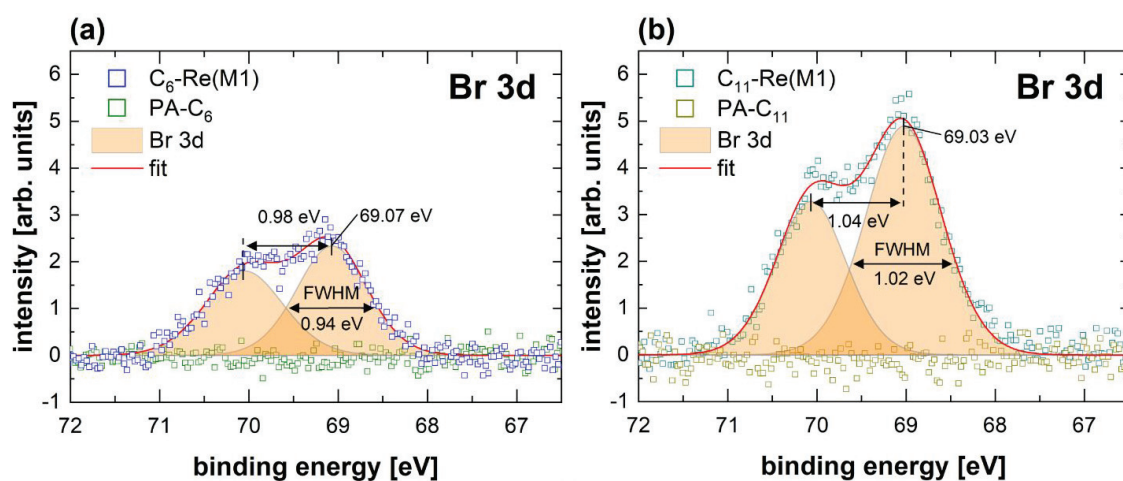 (a)
C₆-Re(M1)
PA-C₆
Br 3d
fit
Br 3d
0.98 eV
69.07 eV
FWHM
0.94 eV
6
5
4
3
2
1
0
-1
72 71 70 69 68 67
intensity [arb. units]
binding energy [eV]
(b)
C₁₁-Re(M1)
PA-C₁₁
Br 3d
fit
Br 3d
69.03 eV
1.04 eV
FWHM
1.02 eV
6
5
4
3
2
1
0
-1
72 71 70 69 68 67
intensity [arb. units]
binding energy [eV]